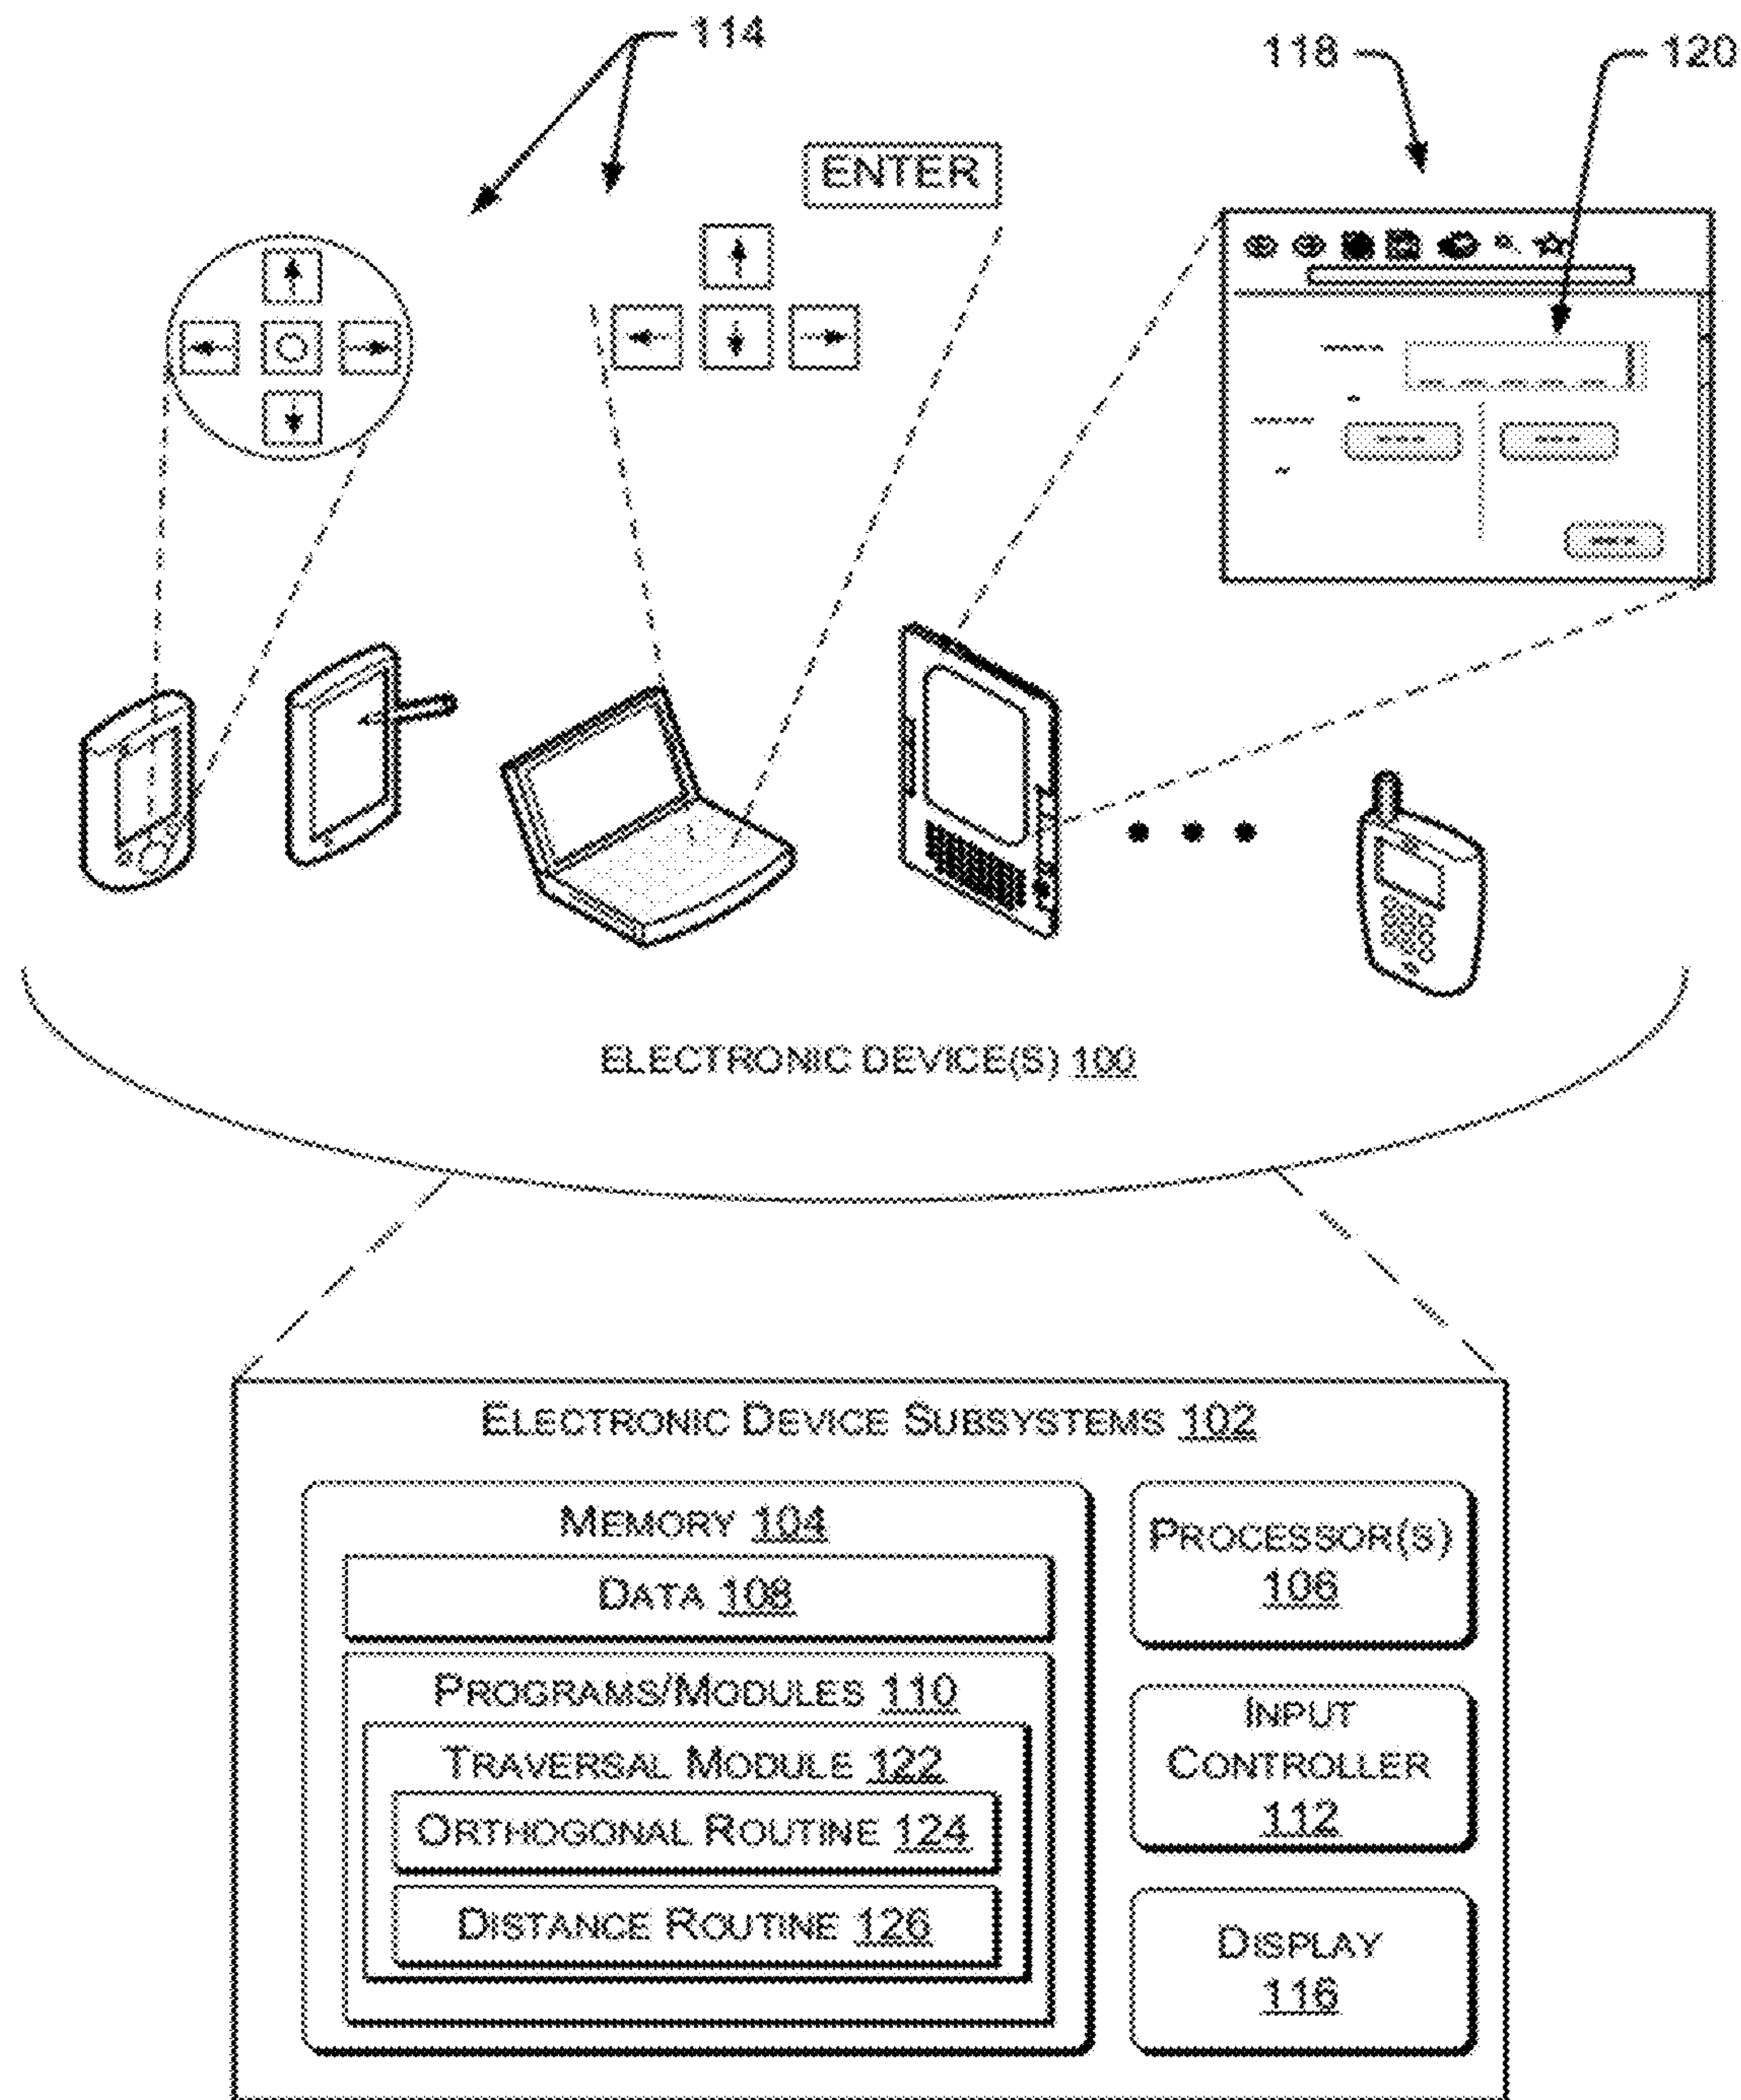 114
118
120
ENTER
ELECTRONIC DEVICE(S) 100
ELECTRONIC DEVICE SUBSYSTEMS 102
MEMORY 104
DATA 108
PROGRAMS/MODULES 110
TRAVERSAL MODULE 122
ORTHOGONAL ROUTINE 124
DISTANCE ROUTINE 126
PROCESSOR(S)
106
INPUT
CONTROLLER
112
DISPLAY
116